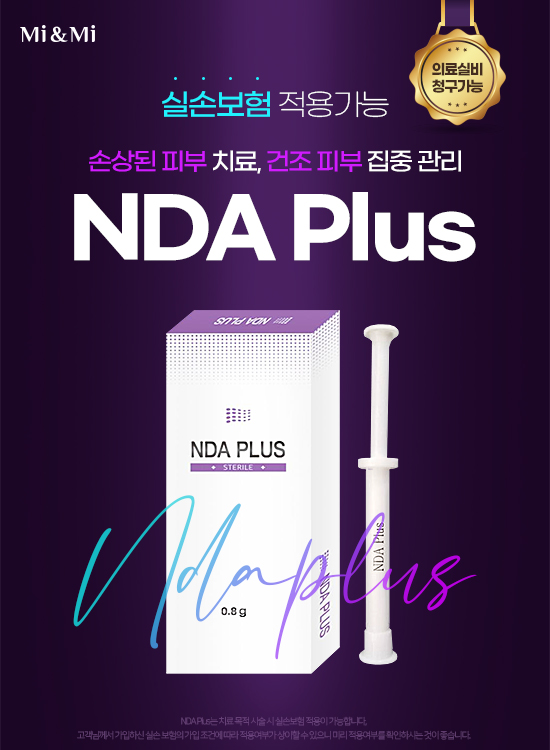 Mi & Mi
의료실비
청구가능
실손보험 적용가능
손상된 피부 치료, 건조 피부 집중 관리
NDA Plus
NDA PLUS
NDA PLUS
STERILE
NDA Plus
Ndaplus
NDA PLUS
0.8 g
NDA Plus는 치료 목적 시술 시 실손보험 적용이 가능합니다.
고객님께서 가입하신 실손 보험의 가입 조건에 따라 적용여부가 상이할 수 있으니 미리 적용여부를 확인하시는 것이 좋습니다.